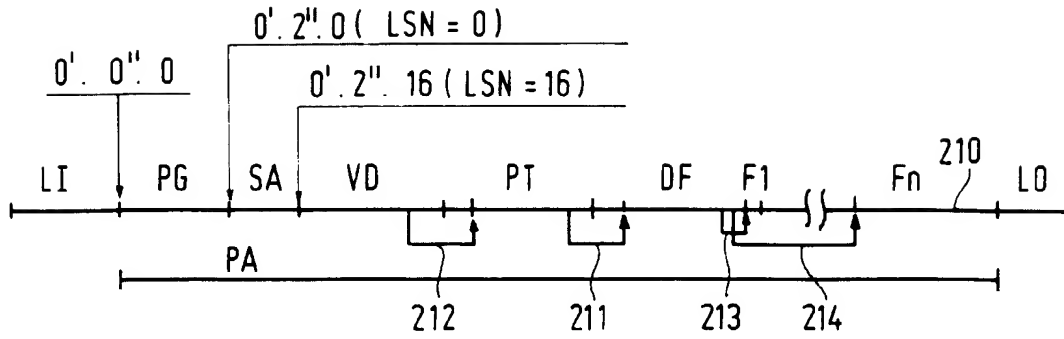 0'. 2". 0 ( LSN = 0)
0'. 0". 0
0'. 2". 16 ( LSN = 16)
LI PG SA VD PT DF F1 Fn 210 LO
PA
212 211 213 214